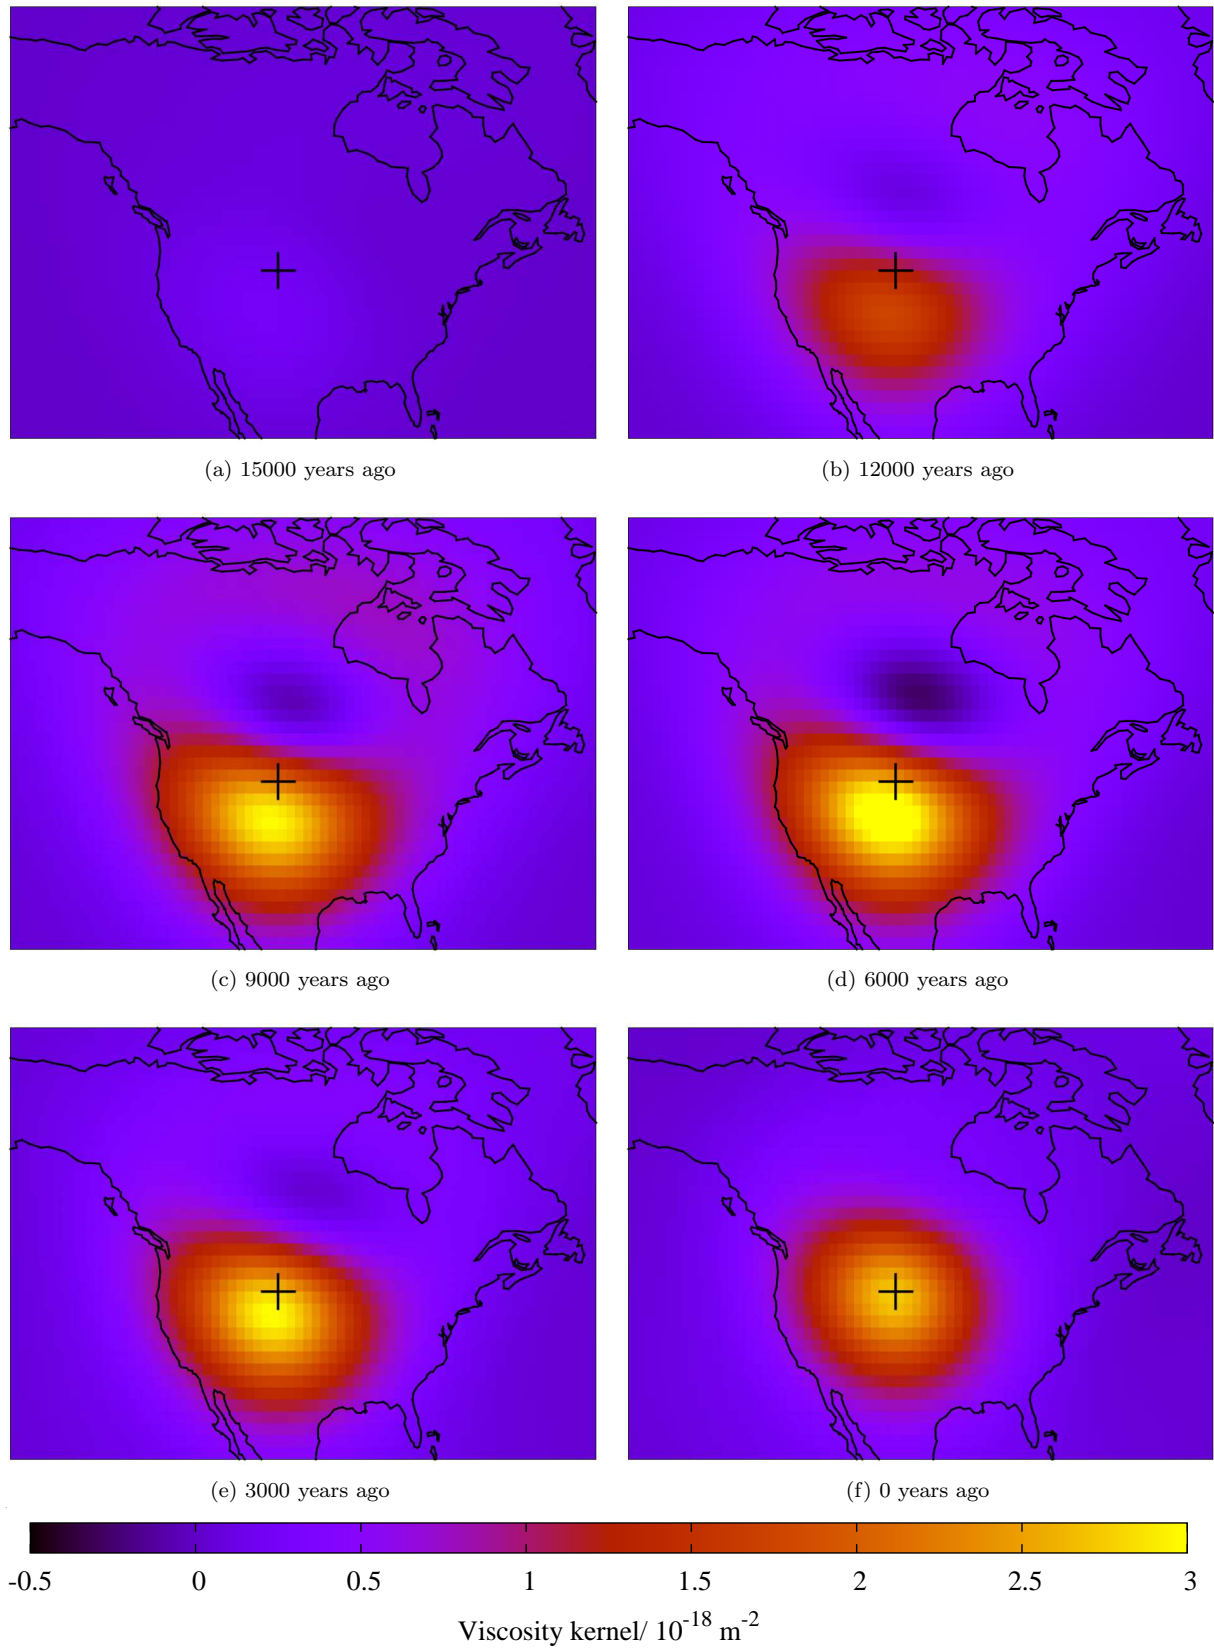 (a) 15000 years ago
(b) 12000 years ago
(c) 9000 years ago
(d) 6000 years ago
(e) 3000 years ago
(f) 0 years ago
-0.5 0 0.5 1 1.5 2 2.5 3
Viscosity kernel/ 10^-18 m^-2